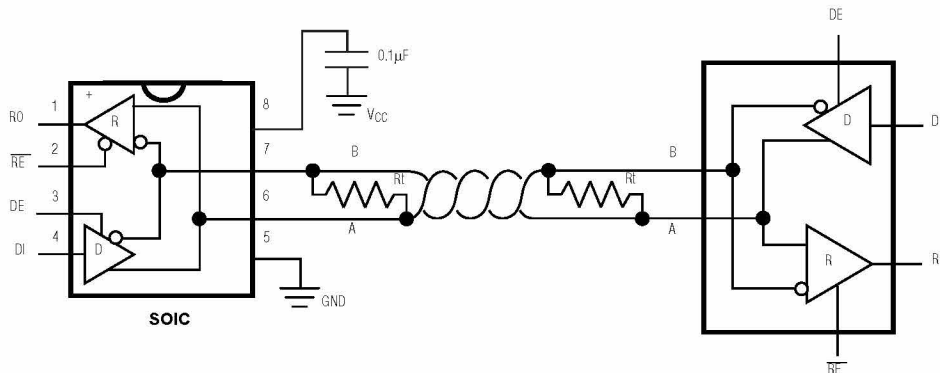 DE
0.1µF
VCC
+
RO 1 R 8 D D
RE 2 7 B Rt Rt B
DE 3 6
DI 4 D 5 A A
R R
GND
SOIC
RE